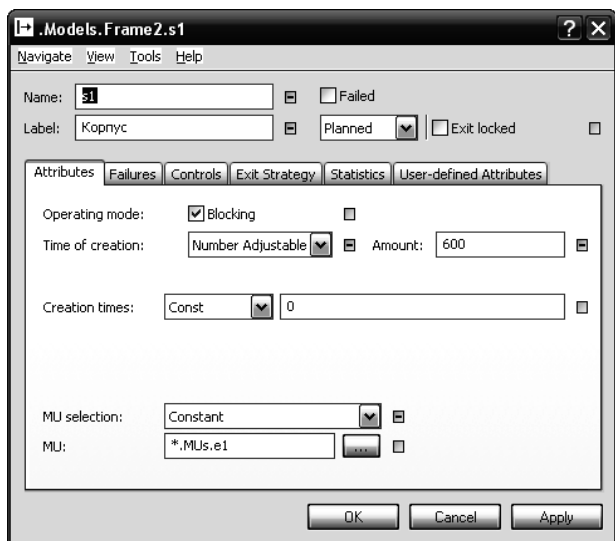 .Models.Frame2.s1
Navigate View Tools Help
Name: s1 Failed
Label: Корпус Planned Exit locked
Attributes Failures Controls Exit Strategy Statistics User-defined Attributes
Operating mode: Blocking
Time of creation: Number Adjustable Amount: 600
Creation times: Const 0
MU selection: Constant
MU: *.MUs.e1 ...
OK Cancel Apply